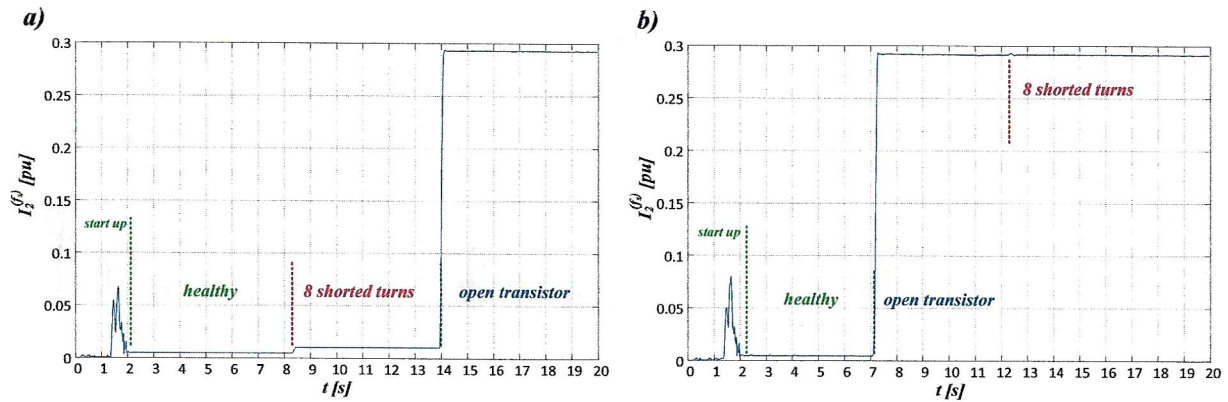 a)
0.3
0.25
0.2
0.15
0.1
0.05
0
I₂⁽ᶠˢ⁾ [pu]
start up
healthy
8 shorted turns
open transistor
0 1 2 3 4 5 6 7 8 9 10 11 12 13 14 15 16 17 18 19 20
t [s]
b)
0.3
0.25
0.2
0.15
0.1
0.05
0
I₂⁽ᶠˢ⁾ [pu]
8 shorted turns
start up
healthy
open transistor
0 1 2 3 4 5 6 7 8 9 10 11 12 13 14 15 16 17 18 19 20
t [s]